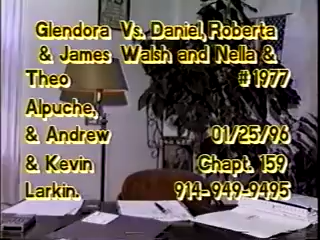 Glendora Vs. Daniel, Roberta
& James Walsh and Nella &
Theo #1977
Alpuche,
& Andrew 01/25/96
& Kevin Chapt. 159
Larkin. 914-949-9495